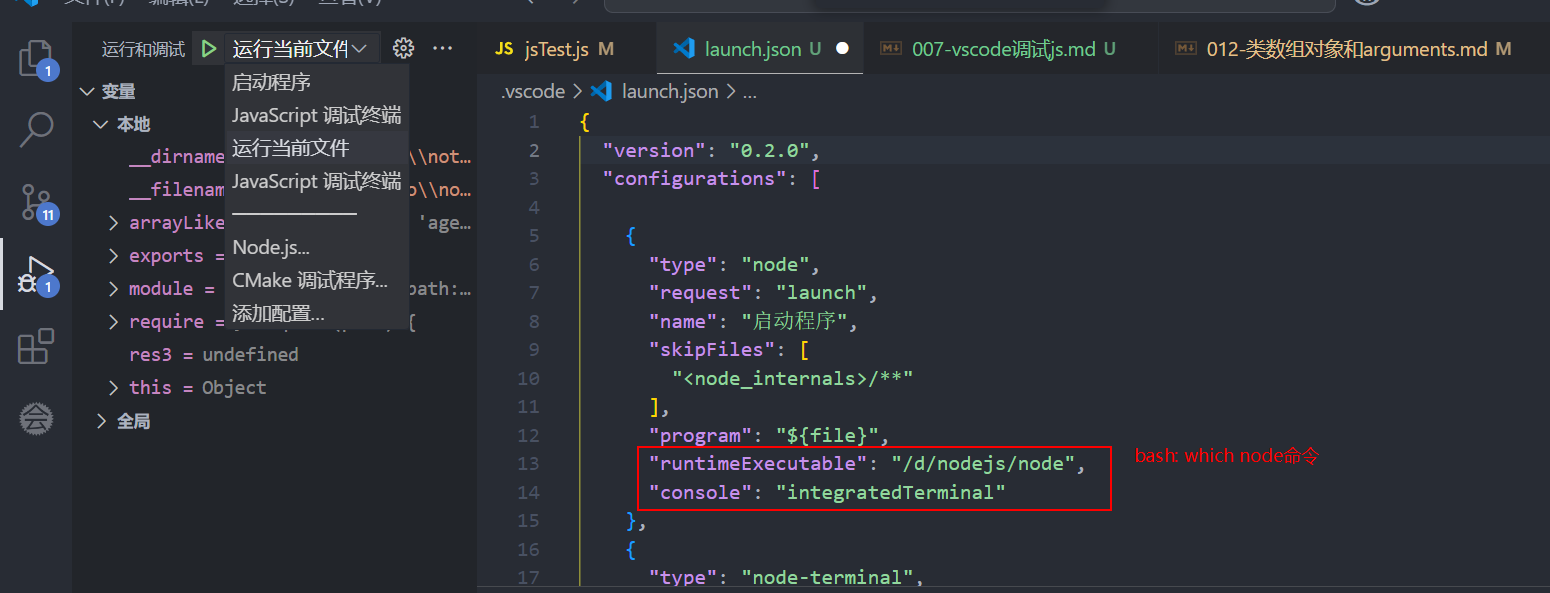 运行和调试 运行当前文件 ...
启动程序
JavaScript 调试终端
运行当前文件
JavaScript 调试终端
Node.js...
CMake 调试程序...
添加配置...
1
11
1
变量
本地
__dirname \\not...
__filenam \\no...
arrayLike 'age...
exports =
module = path:...
require = {
res3 = undefined
this = Object
全局
JS jsTest.js M
launch.json U
007-vscode调试js.md U
012-类数组对象和arguments.md M
.vscode > launch.json > ...
1 {
2 "version": "0.2.0",
3 "configurations": [
4
5 {
6 "type": "node",
7 "request": "launch",
8 "name": "启动程序",
9 "skipFiles": [
10 "<node_internals>/**"
11 ],
12 "program": "${file}",
13 "runtimeExecutable": "/d/nodejs/node",
14 "console": "integratedTerminal"
15 },
16 {
17 "type": "node-terminal",
bash: which node命令